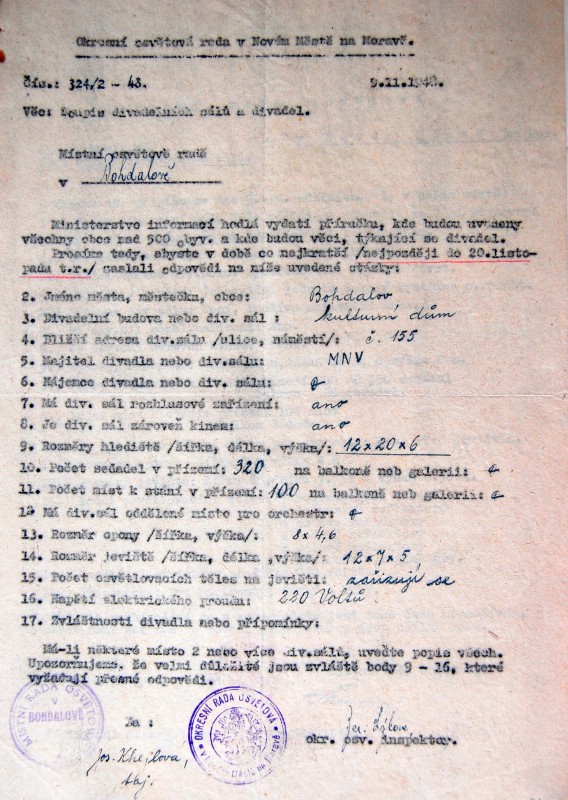 Okresní osvětová rada v Novém Městě na Moravě.
čís.: 324/2 - 48. 9.11.1948.
Věc: Soupis divadelních sálů a divadel.
Místní osvětové radě
v Bohdalově
Ministerstvo informací hodlá vydati příručku, kde budou uvedeny
všechny obce nad 500 obyv. a kde budou věci, týkající se divadel.
Prosíme tedy, abyste v době co nejkratší /nejpozději do 20.listo-
padu t.r./ zaslali odpovědi na níže uvedené otázky:
2. Jméno města, městečka, obce: Bohdalov
3. Divadelní budova nebo div. sál : kulturní dům
4. Bližší adresa div.sálu /ulice, náměstí/: č. 155
5. Majitel divadla nebo div.sálu: MNV
6. Nájemce divadla nebo div. sálu:
7. Má div. sál rozhlasové zařízení: ano
8. Je div. sál zároveň kinem: ano
9. Rozměry hlediště /šířka, délka, výška/: 12x20x6
10. Počet sedadel v přízemí: 320 na balkoně neb galerii:
11. Počet míst k stání v přízemí: 100 na balkoně neb galerii:
12 Má div.sál oddělené místo pro orchestr:
13. Rozměr opony /šířka, výška/: 8x4,6
14. Rozměr jeviště /šířka, délka ,výška/: 12x7x5
15. Počet osvětlovacích těles na jevišti: zařizují se
16. Napětí elektrického proudu: 220 Voltů
17. Zvláštnosti divadla nebo připomínky:
Má-li některé místo 2 nebo více div.sálů, uveďte popis všech.
Upozorňujeme, že velmi důležité jsou zvláště body 9 - 16, které
vyžadují přesné odpovědi.
MÍSTNÍ RADA OSVĚTOVÁ
V
BOHDALOVĚ
Za :
OKRESNÍ RADA OSVĚTOVÁ
okr. osv. inspektor.
Jos. Khejlova,